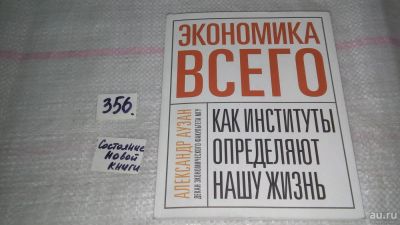 ЭКОНОМИКА
ВСЕГО
АЛЕКСАНДР АУЗАН
ДЕКАН ЭКОНОМИЧЕСКОГО ФАКУЛЬТЕТА МГУ
КАК ИНСТИТУТЫ
ОПРЕДЕЛЯЮТ
НАШУ ЖИЗНЬ
356.
Состояние
Новой
Книги
au.ru